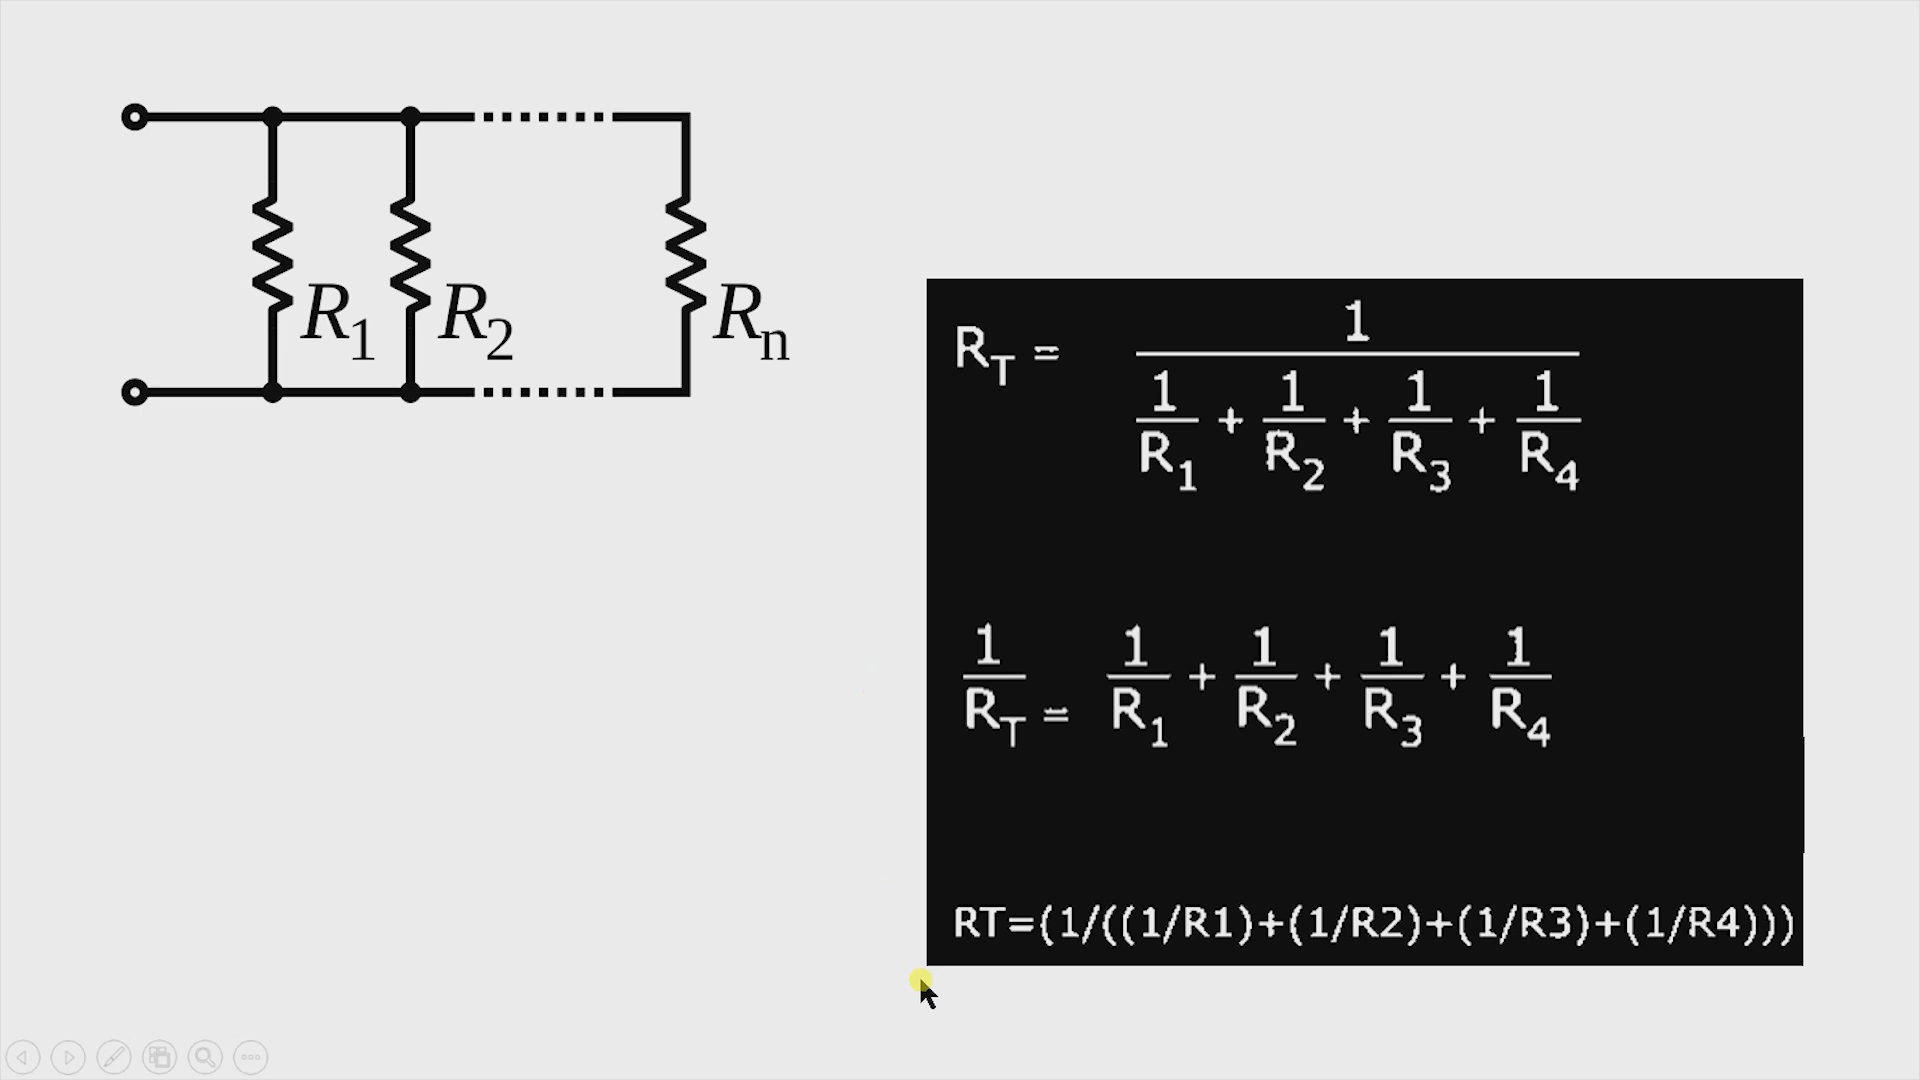 R1 R2 Rn
RT = 1
1 + 1 + 1 + 1
R1 R2 R3 R4
1 1 1 1 1
RT = R1 + R2 + R3 + R4
RT=(1/((1/R1)+(1/R2)+(1/R3)+(1/R4)))